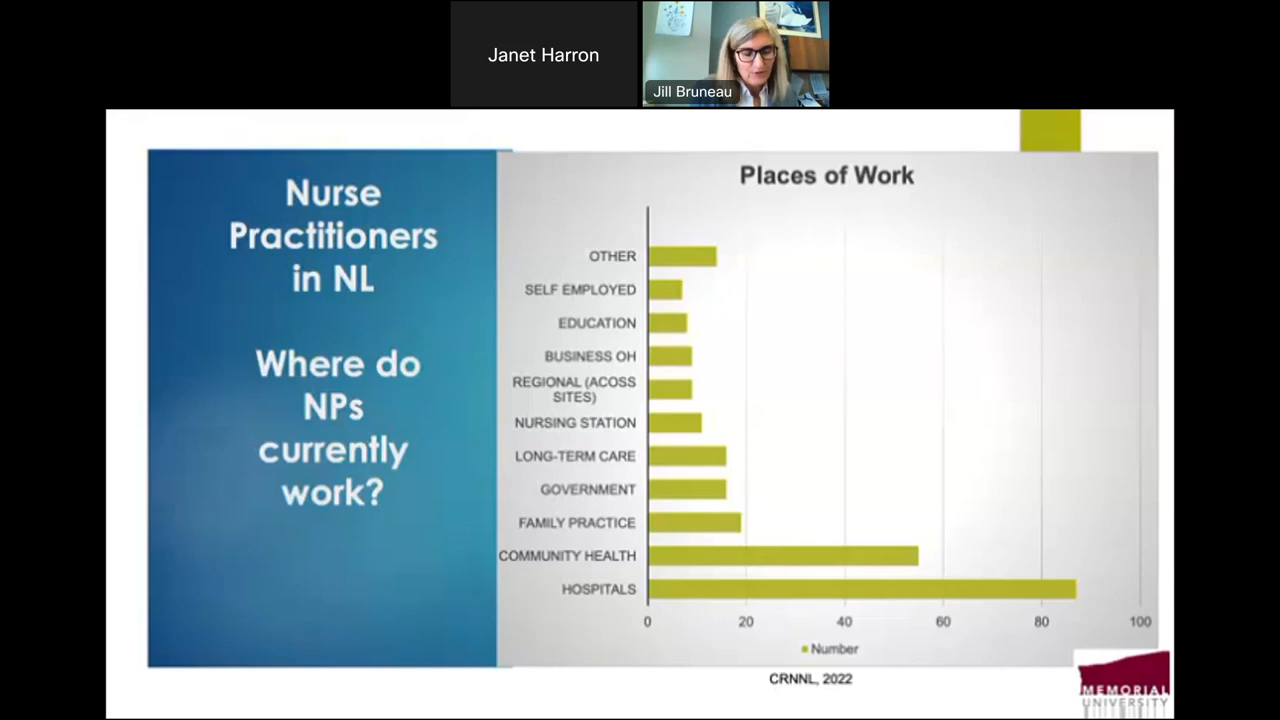 Janet Harron
Jill Bruneau
Nurse
Practitioners
in NL
Where do
NPs
currently
work?
Places of Work
OTHER
SELF EMPLOYED
EDUCATION
BUSINESS OH
REGIONAL (ACOSS
SITES)
NURSING STATION
LONG-TERM CARE
GOVERNMENT
FAMILY PRACTICE
COMMUNITY HEALTH
HOSPITALS
0 20 40 60 80 100
Number
CRNNL, 2022
MEMORIAL
UNIVERSITY